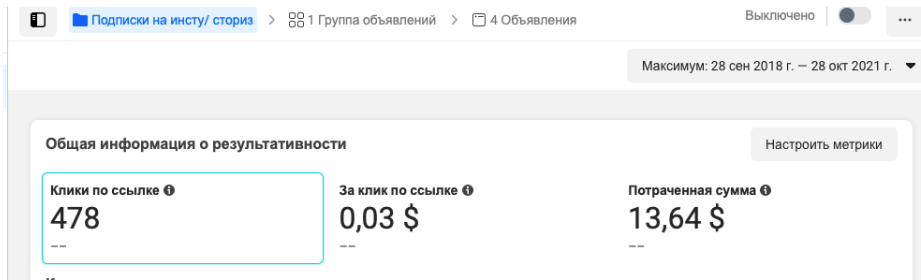 Подписки на инсту/ сториз > 1 Группа объявлений > 4 Объявления Выключено ...
Максимум: 28 сен 2018 г. — 28 окт 2021 г.
Общая информация о результативности Настроить метрики
Клики по ссылке За клик по ссылке Потраченная сумма
478 0,03 $ 13,64 $
-- -- --